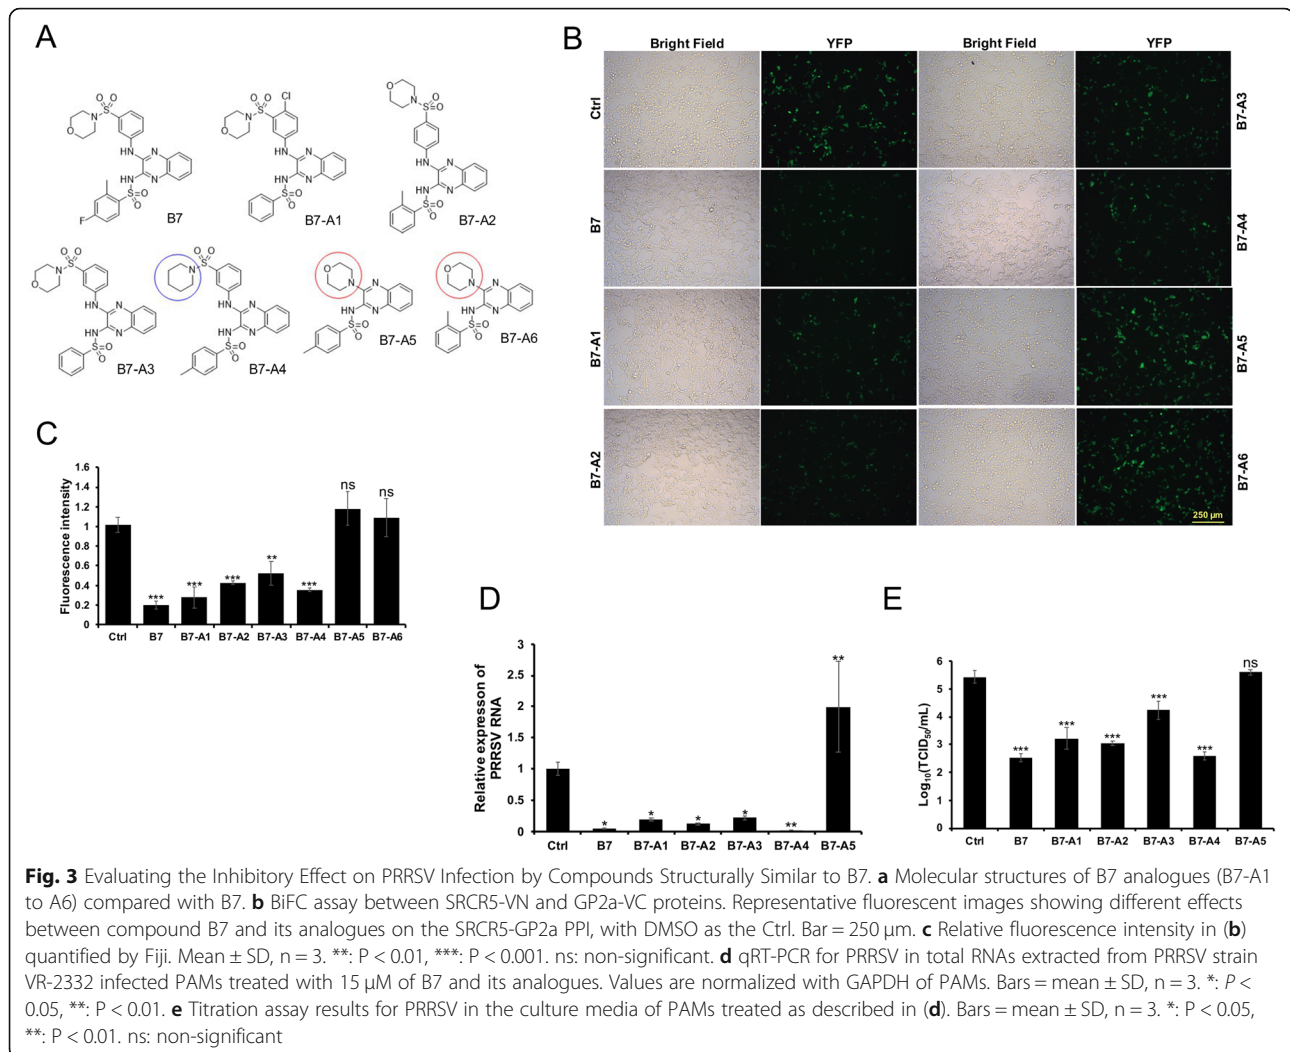 A
O
N
S
O
O
HN
N
N
NH
S
O
O
F
B7
O
N
S
O
O
Cl
HN
N
N
NH
S
O
O
B7-A1
O
N
S
O
O
HN
N
N
HN
S
O
O
B7-A2
O
N
S
O
O
HN
N
N
HN
S
O
O
B7-A3
N
S
O
O
HN
N
N
HN
S
O
O
B7-A4
O
N
N
N
HN
S
O
O
B7-A5
O
N
N
N
HN
S
O
O
B7-A6
B
Bright Field YFP Bright Field YFP
Ctrl
B7-A3
B7
B7-A4
B7-A1
B7-A5
B7-A2
B7-A6
250 µm
C
Fluorescence intensity
1.6
1.4
1.2
1
0.8
0.6
0.4
0.2
0
*** *** *** ** *** ns ns
Ctrl B7 B7-A1 B7-A2 B7-A3 B7-A4 B7-A5 B7-A6
D
Relative expression of
PRRSV RNA
3
2.5
2
1.5
1
0.5
0
* * * * ** **
Ctrl B7 B7-A1 B7-A2 B7-A3 B7-A4 B7-A5
E
Log10(TCID50/mL)
6
5
4
3
2
1
0
*** *** *** *** *** ns
Ctrl B7 B7-A1 B7-A2 B7-A3 B7-A4 B7-A5
Fig. 3 Evaluating the Inhibitory Effect on PRRSV Infection by Compounds Structurally Similar to B7. a Molecular structures of B7 analogues (B7-A1
to A6) compared with B7. b BiFC assay between SRCR5-VN and GP2a-VC proteins. Representative fluorescent images showing different effects
between compound B7 and its analogues on the SRCR5-GP2a PPI, with DMSO as the Ctrl. Bar = 250 μm. c Relative fluorescence intensity in (b)
quantified by Fiji. Mean ± SD, n = 3. **: P < 0.01, ***: P < 0.001. ns: non-significant. d qRT-PCR for PRRSV in total RNAs extracted from PRRSV strain
VR-2332 infected PAMs treated with 15 μM of B7 and its analogues. Values are normalized with GAPDH of PAMs. Bars = mean ± SD, n = 3. *: P <
0.05, **: P < 0.01. e Titration assay results for PRRSV in the culture media of PAMs treated as described in (d). Bars = mean ± SD, n = 3. *: P < 0.05,
**: P < 0.01. ns: non-significant